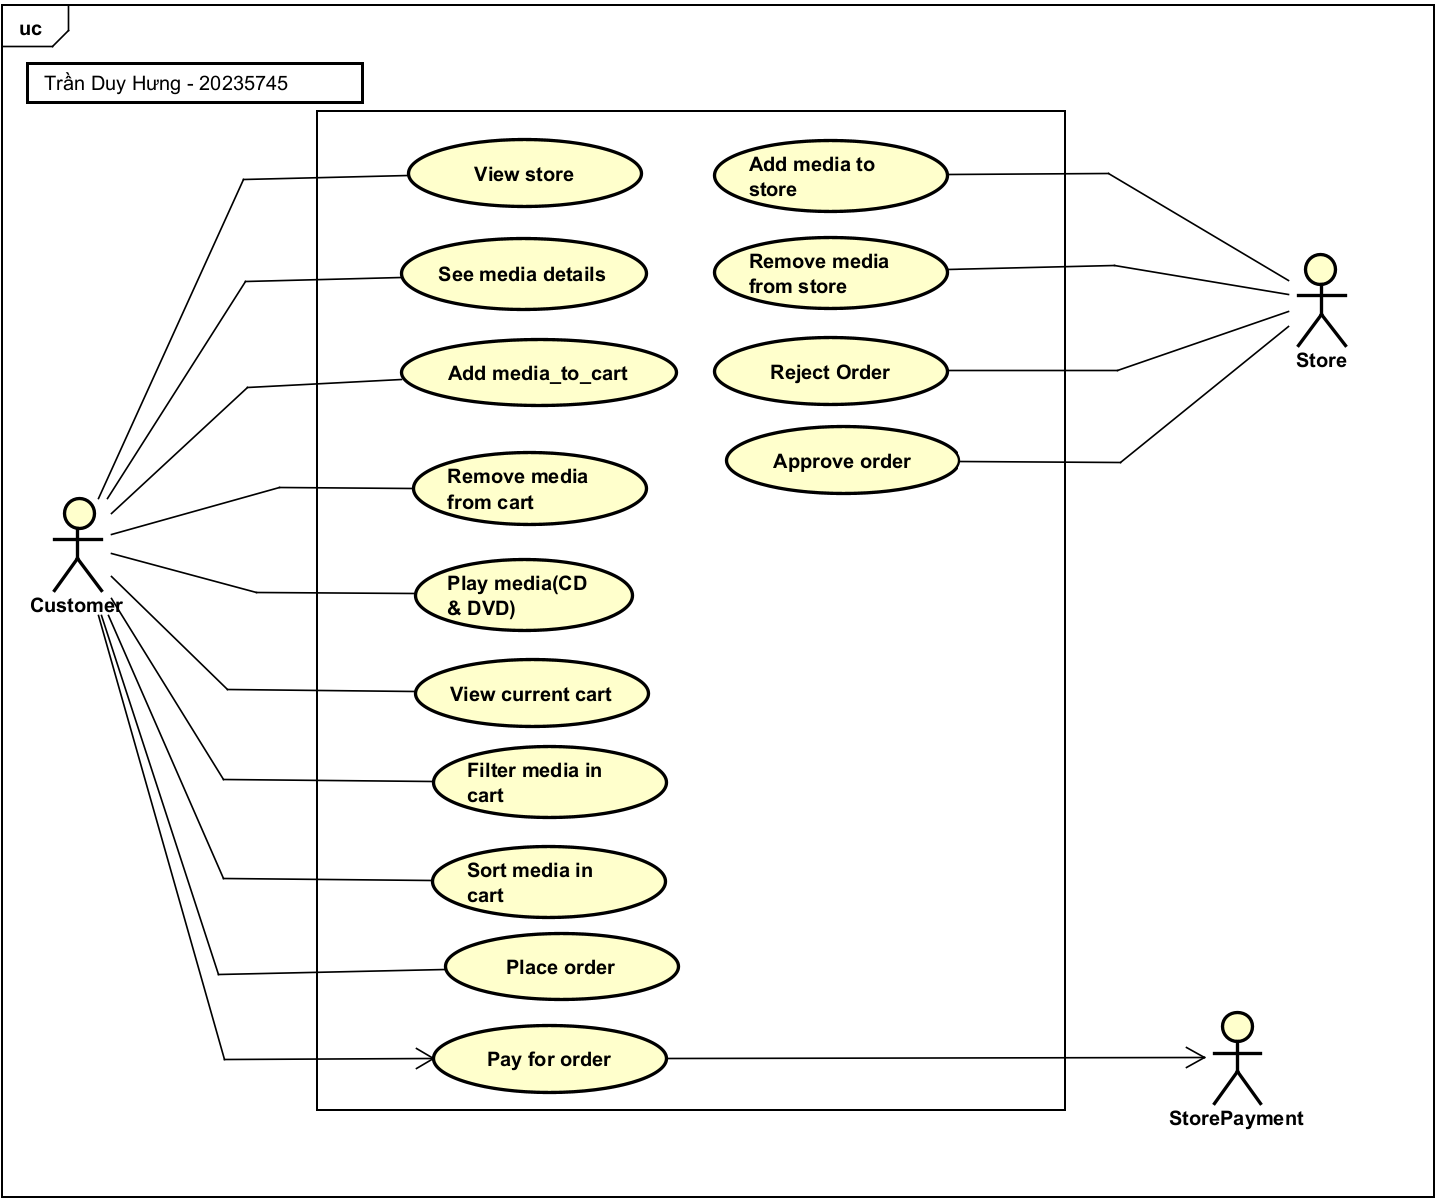 uc
Trần Duy Hưng - 20235745
View store
See media details
Add media_to_cart
Remove media
from cart
Play media(CD
& DVD)
View current cart
Filter media in
cart
Sort media in
cart
Place order
Pay for order
Add media to
store
Remove media
from store
Reject Order
Approve order
Customer
Store
StorePayment